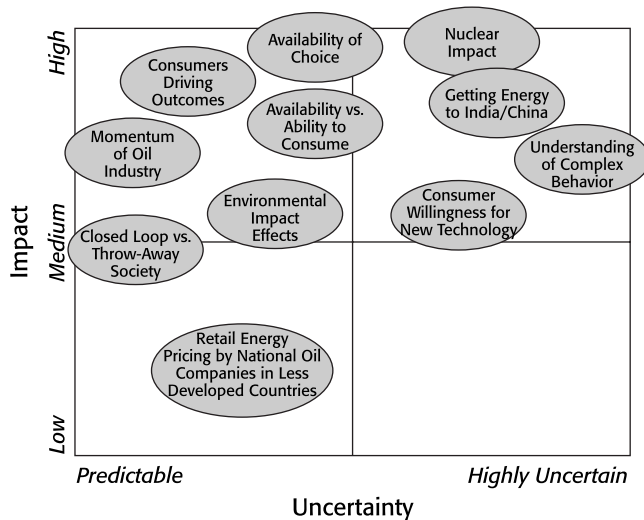 High
Medium
Low
Impact
Availability of
Choice
Nuclear
Impact
Consumers
Driving
Outcomes
Getting Energy
to India/China
Availability vs.
Ability to
Consume
Momentum
of Oil
Industry
Understanding
of Complex
Behavior
Environmental
Impact
Effects
Consumer
Willingness for
New Technology
Closed Loop vs.
Throw-Away
Society
Retail Energy
Pricing by National Oil
Companies in Less
Developed Countries
Predictable
Highly Uncertain
Uncertainty